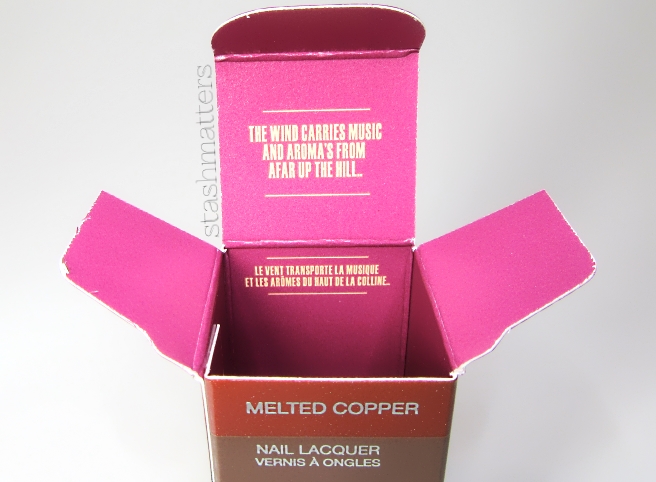 stashmatters
THE WIND CARRIES MUSIC
AND AROMA'S FROM
AFAR UP THE HILL..
LE VENT TRANSPORTE LA MUSIQUE
ET LES ARÔMES DU HAUT DE LA COLLINE..
MELTED COPPER
NAIL LACQUER
VERNIS À ONGLES